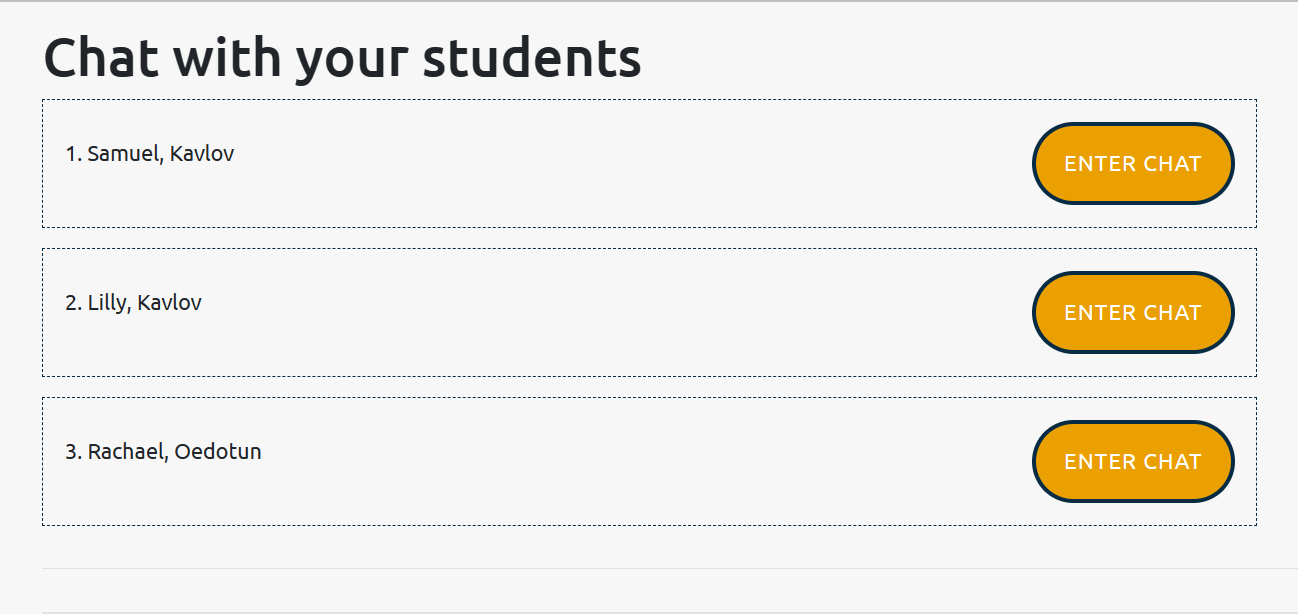 Chat with your students
1. Samuel, Kavlov
ENTER CHAT
2. Lilly, Kavlov
ENTER CHAT
3. Rachael, Oedotun
ENTER CHAT